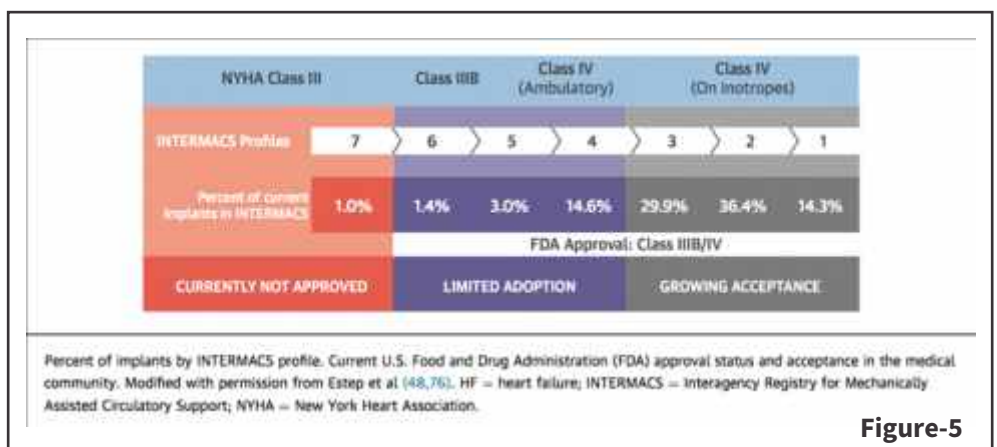 NYHA Class III Class IIIB Class IV Class IV
(Ambulatory) (On Inotropes)
INTERMACS Profiles 7 6 5 4 3 2 1
Percent of current
implants in INTERMACS 1.0% 1.4% 3.0% 14.6% 29.9% 36.4% 14.3%
FDA Approval: Class IIIB/IV
CURRENTLY NOT APPROVED LIMITED ADOPTION GROWING ACCEPTANCE
Percent of implants by INTERMACS profile. Current U.S. Food and Drug Administration (FDA) approval status and acceptance in the medical
community. Modified with permission from Estep et al (48,76). HF = heart failure; INTERMACS = Interagency Registry for Mechanically
Assisted Circulatory Support; NYHA = New York Heart Association.
Figure-5